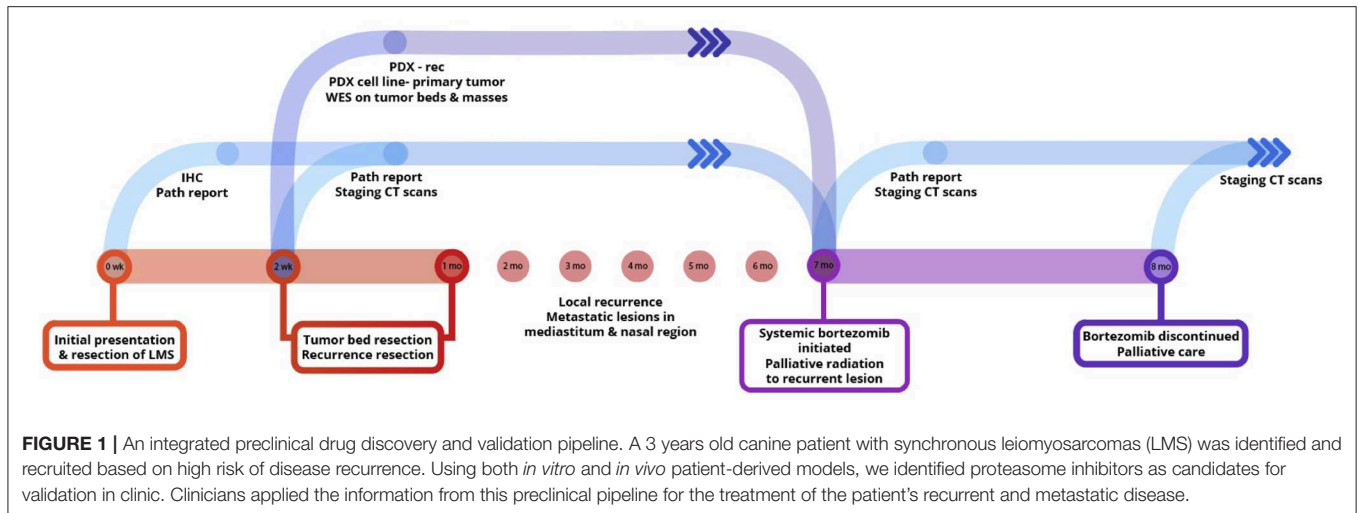 PDX - rec
PDX cell line- primary tumor
WES on tumor beds & masses
IHC
Path report
Path report
Staging CT scans
Path report
Staging CT scans
Staging CT scans
0 wk
2 wk
1 mo
2 mo
3 mo
4 mo
5 mo
6 mo
7 mo
8 mo
Initial presentation
& resection of LMS
Tumor bed resection
Recurrence resection
Local recurrence
Metastatic lesions in
mediastitum & nasal region
Systemic bortezomib
initiated
Palliative radiation
to recurrent lesion
Bortezomib discontinued
Palliative care
FIGURE 1 | An integrated preclinical drug discovery and validation pipeline. A 3 years old canine patient with synchronous leiomyosarcomas (LMS) was identified and
recruited based on high risk of disease recurrence. Using both in vitro and in vivo patient-derived models, we identified proteasome inhibitors as candidates for
validation in clinic. Clinicians applied the information from this preclinical pipeline for the treatment of the patient's recurrent and metastatic disease.